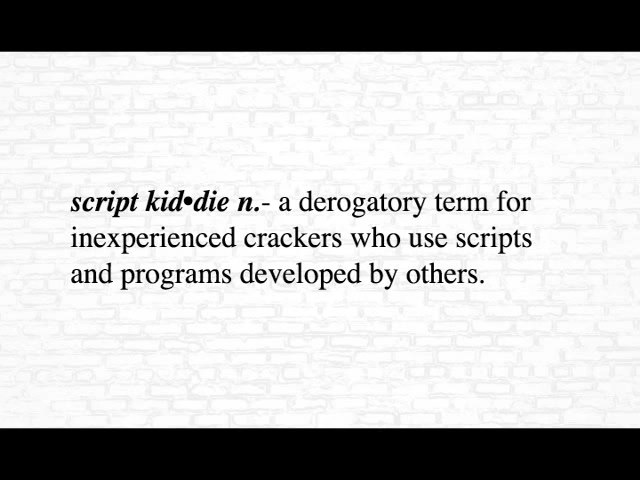 script kid•die n.- a derogatory term for
inexperienced crackers who use scripts
and programs developed by others.